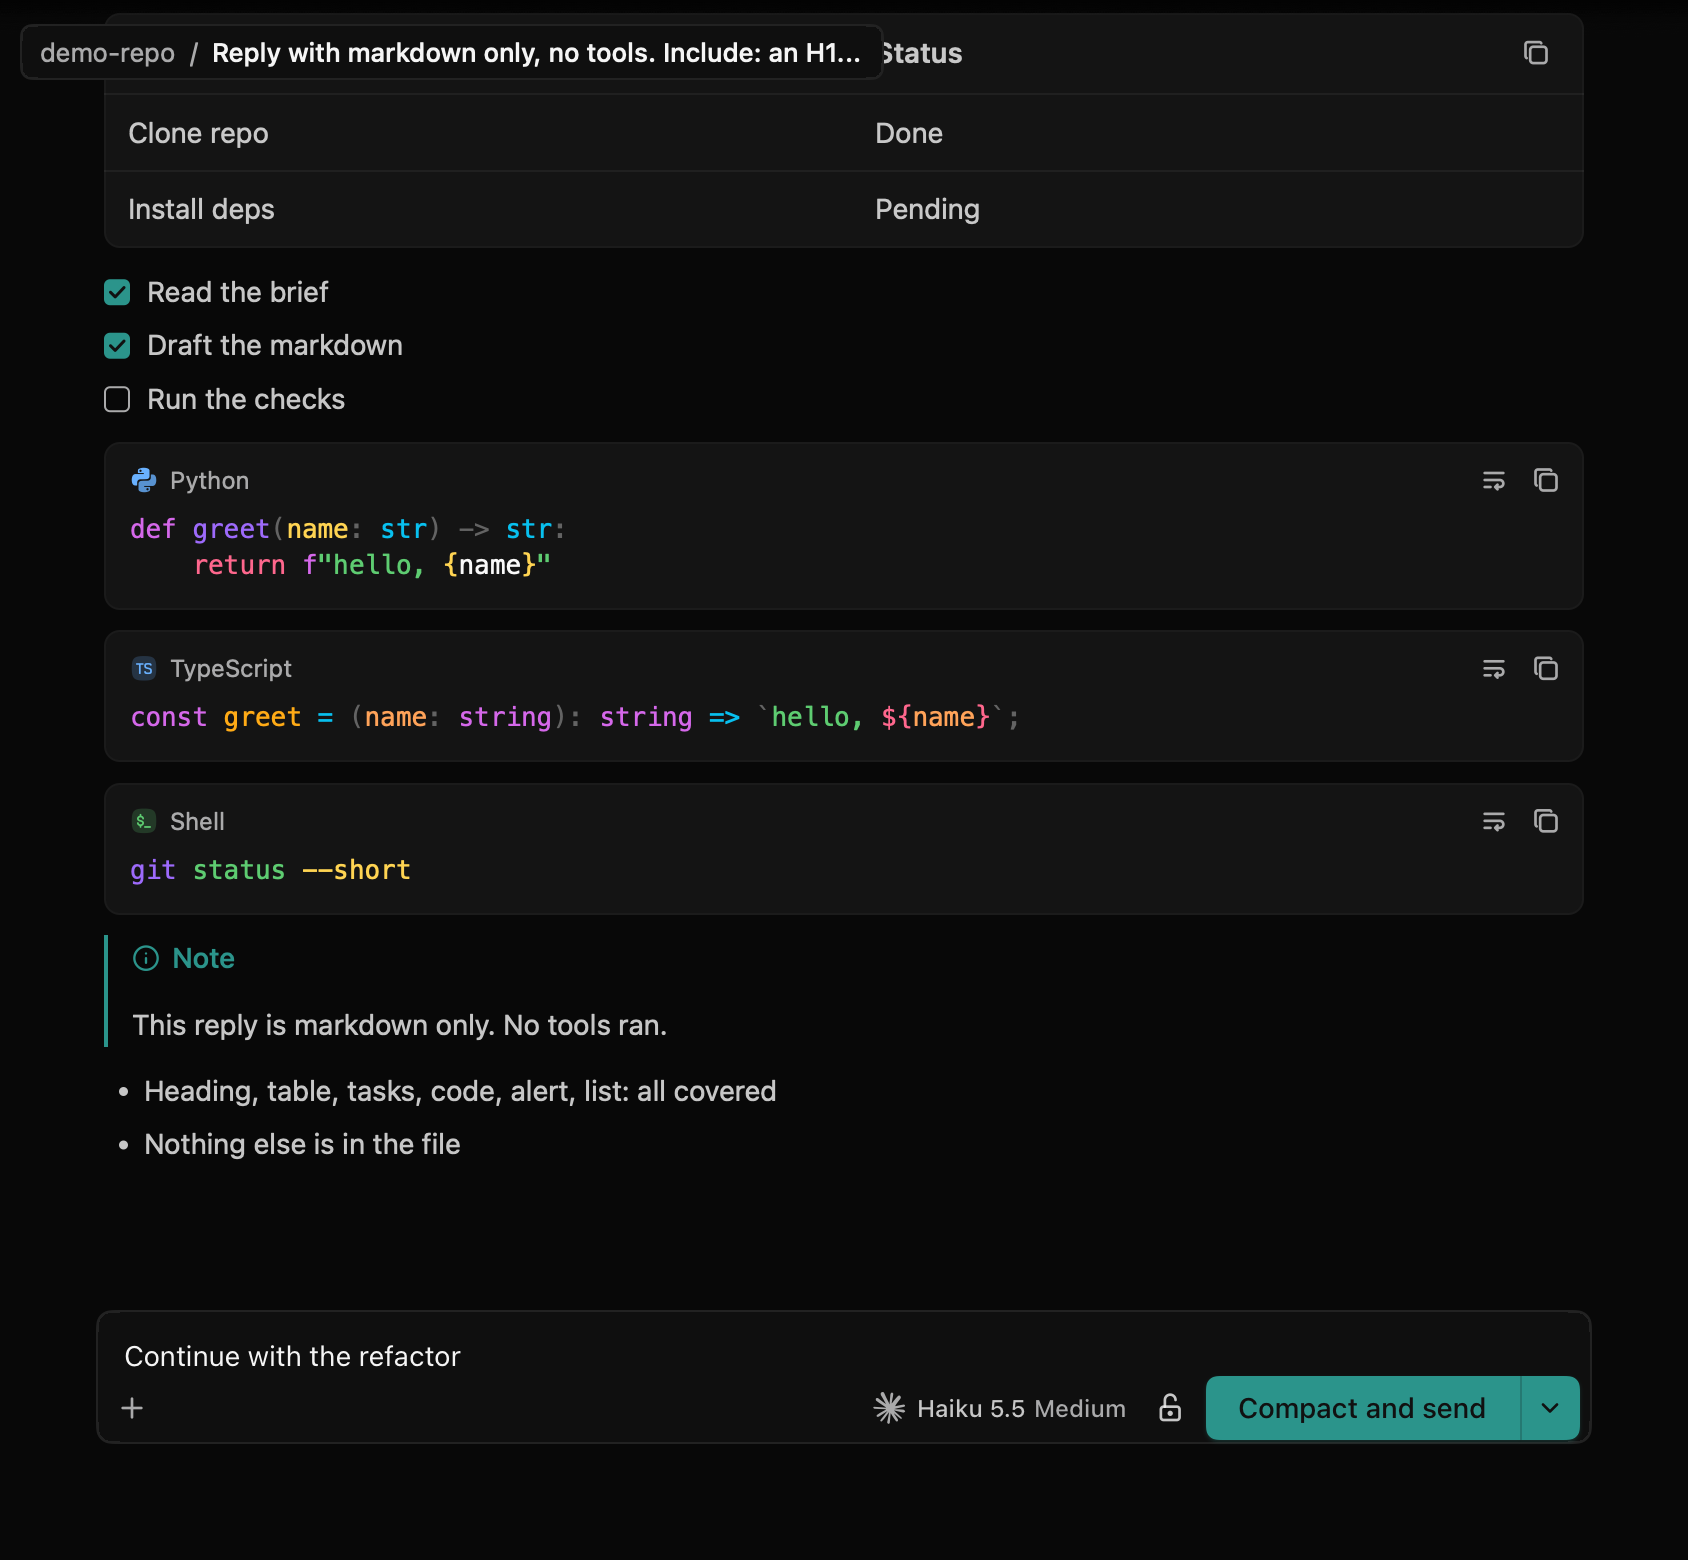 demo-repo / Reply with markdown only, no tools. Include: an H1...
Status
Clone repo Done
Install deps Pending
Read the brief
Draft the markdown
Run the checks
Python
def greet(name: str) -> str:
    return f"hello, {name}"
TS TypeScript
const greet = (name: string): string => `hello, ${name}`;
$_ Shell
git status --short
Note
This reply is markdown only. No tools ran.
• Heading, table, tasks, code, alert, list: all covered
• Nothing else is in the file
Continue with the refactor
Haiku 5.5 Medium Compact and send